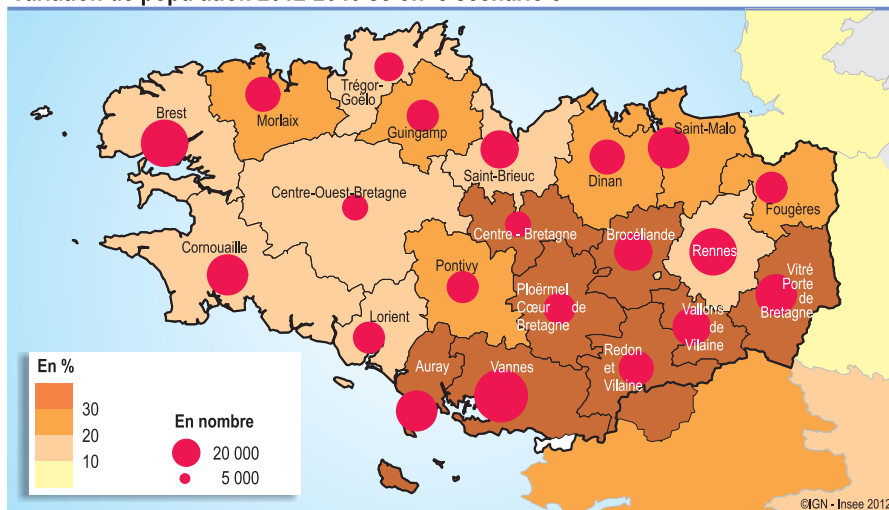 Trégor-
Goëlo
Brest
Morlaix
Guingamp
Saint-Malo
Saint-Brieuc
Dinan
Centre-Ouest-Bretagne
Fougères
Centre - Bretagne
Brocéliande
Rennes
Cornouaille
Pontivy
Vitré
Porte
de
Bretagne
Ploërmel
Cœur de
Bretagne
Vallons
de
Vilaine
Lorient
Auray
Vannes
Redon
et
Vilaine
En %
30
20
10
En nombre
20 000
5 000
©IGN - Insee 2012